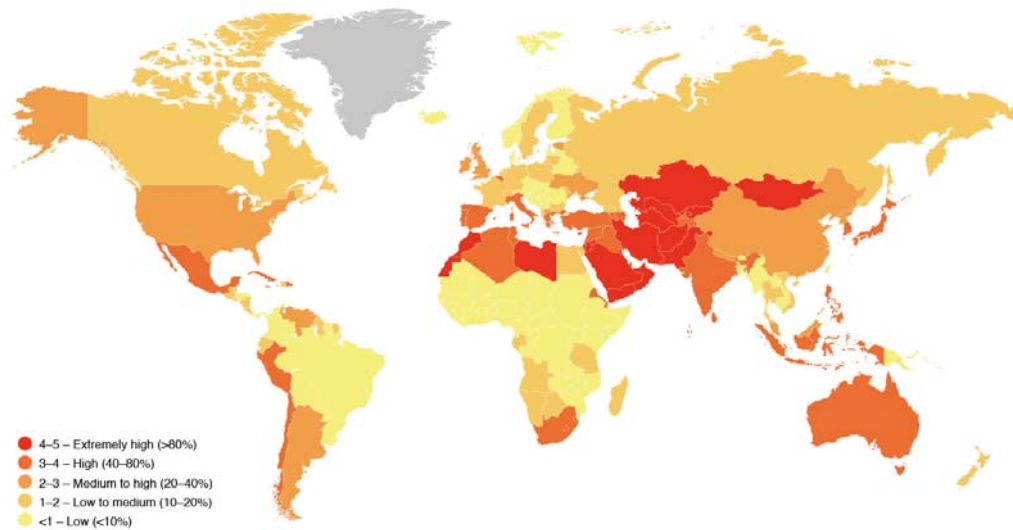 4–5 – Extremely high (>80%)
3–4 – High (40–80%)
2–3 – Medium to high (20–40%)
1–2 – Low to medium (10–20%)
<1 – Low (<10%)